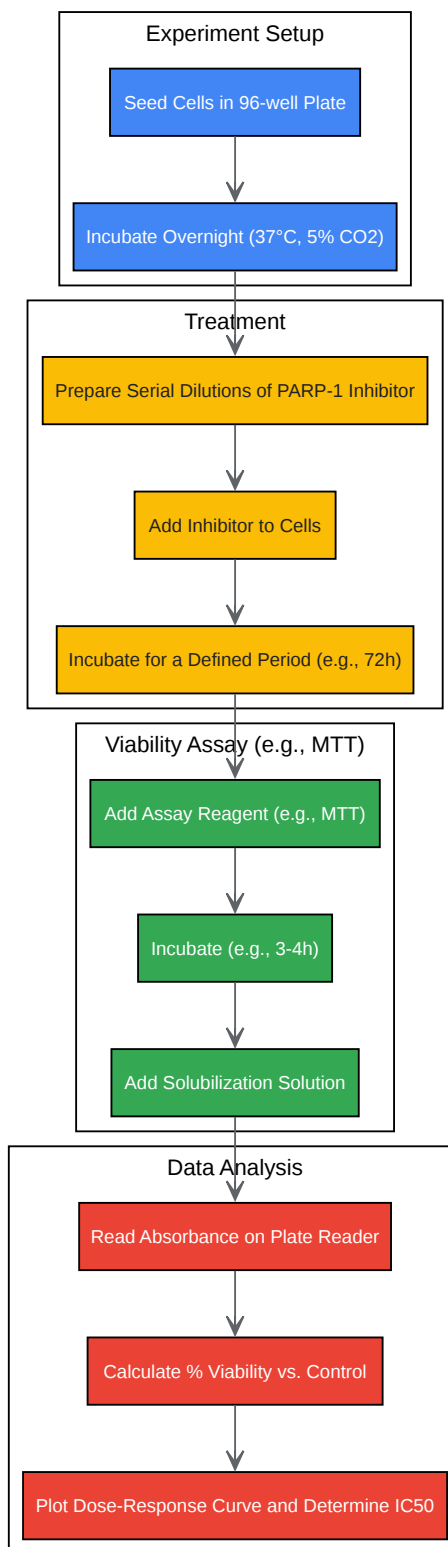 Experiment Setup
Seed Cells in 96-well Plate
Incubate Overnight (37°C, 5% CO2)
Treatment
Prepare Serial Dilutions of PARP-1 Inhibitor
Add Inhibitor to Cells
Incubate for a Defined Period (e.g., 72h)
Viability Assay (e.g., MTT)
Add Assay Reagent (e.g., MTT)
Incubate (e.g., 3-4h)
Add Solubilization Solution
Data Analysis
Read Absorbance on Plate Reader
Calculate % Viability vs. Control
Plot Dose-Response Curve and Determine IC50